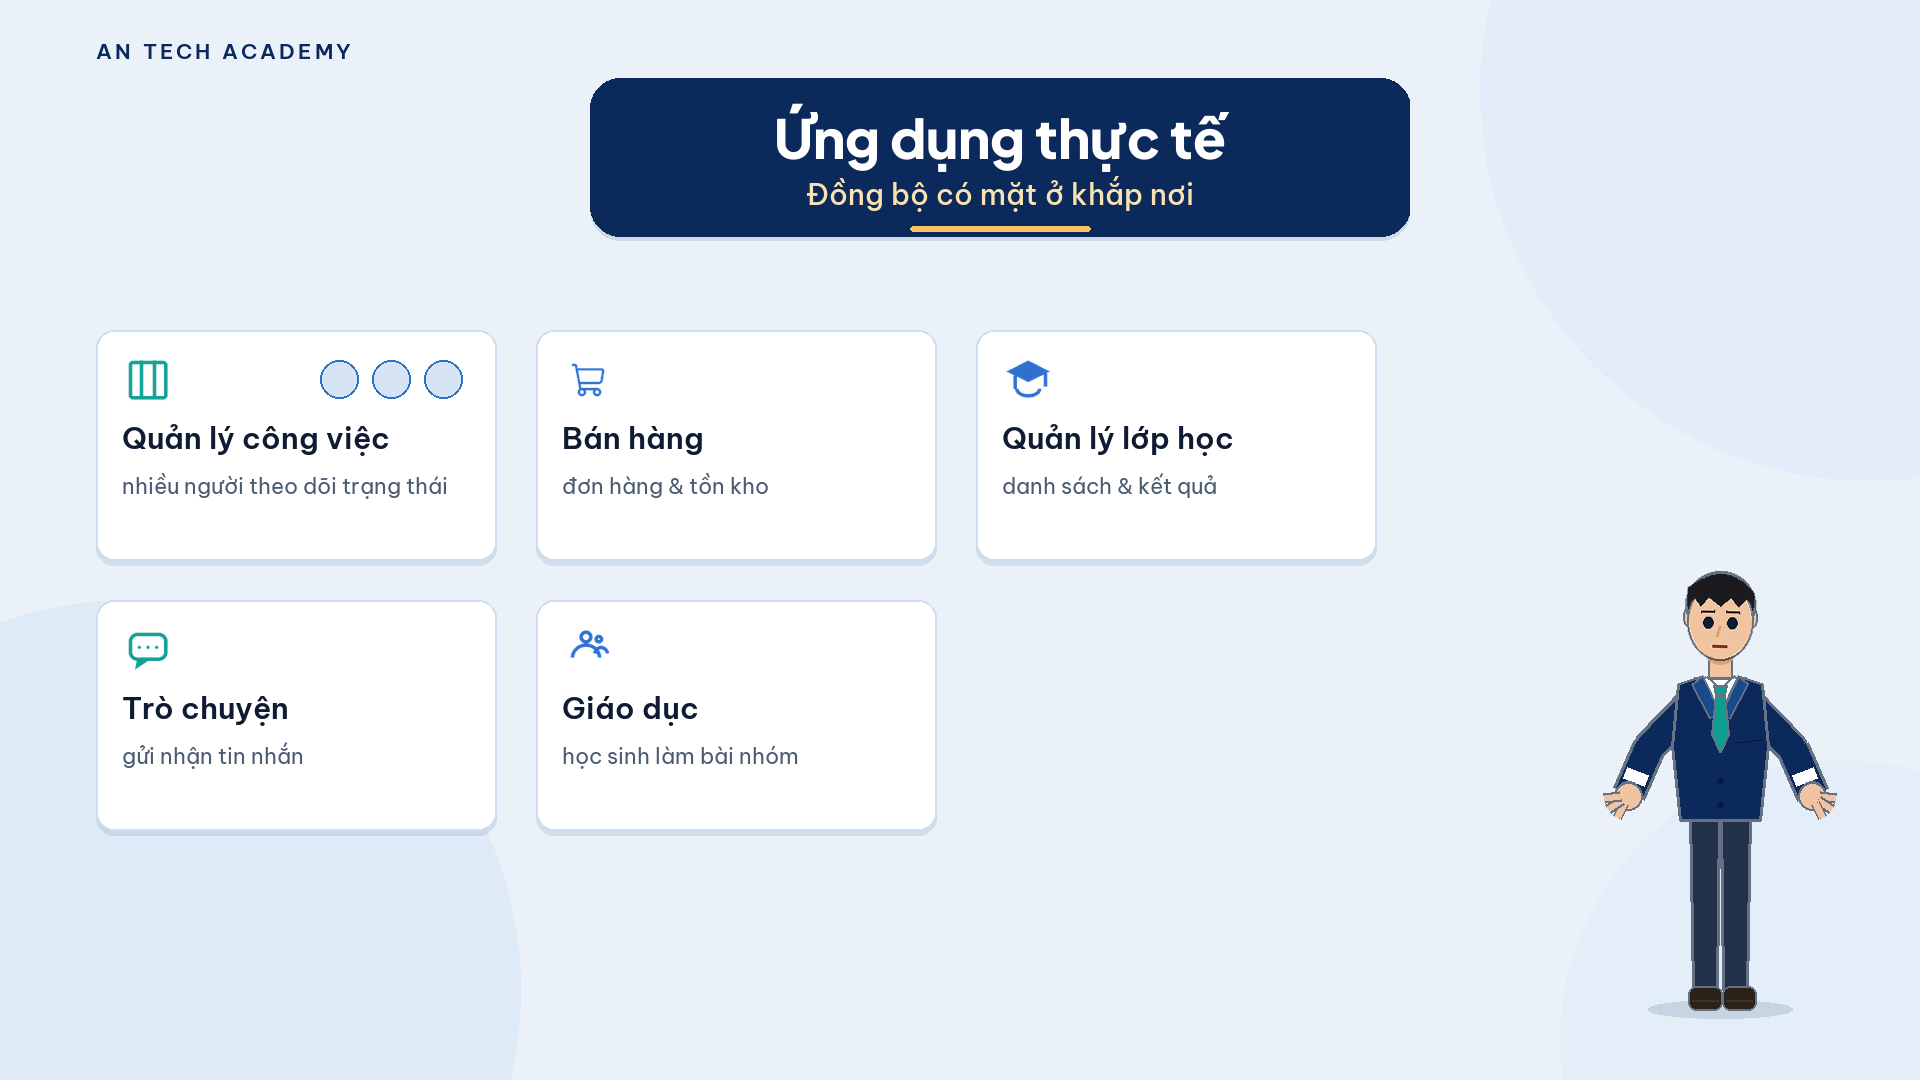 AN TECH ACADEMY
Ứng dụng thực tế
Đồng bộ có mặt ở khắp nơi
Quản lý công việc
nhiều người theo dõi trạng thái
Bán hàng
đơn hàng & tồn kho
Quản lý lớp học
danh sách & kết quả
Trò chuyện
gửi nhận tin nhắn
Giáo dục
học sinh làm bài nhóm